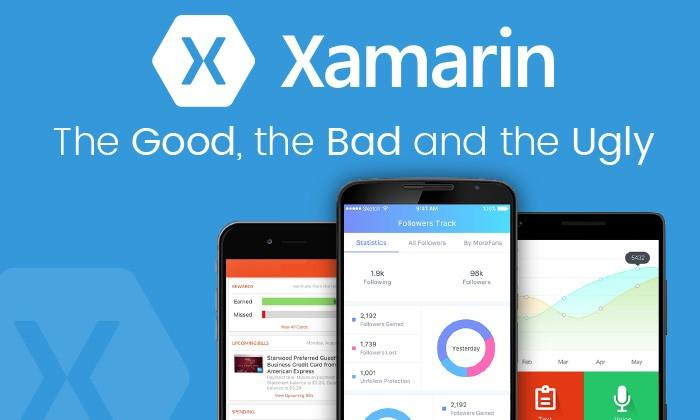 Xamarin
The Good, the Bad and the Ugly
Sketch 9:41 AM 100%
Followers Track
Statistics All Followers By MoreFans
1.9k 98k
Following Followers
2,192
Followers Gained
1,739
Followers Lost
1,001
Unfollow Protection
Yesterday
2,192
Followers Gained
REWARDS
Earned
Missed
View All Cards
UPCOMING BILLS Monday, August
Starwood Preferred Guest
Business Credit Card from
American Express
View Upcoming Bills
SPENDING
5432
Feb Mar Apr May
Text Voice